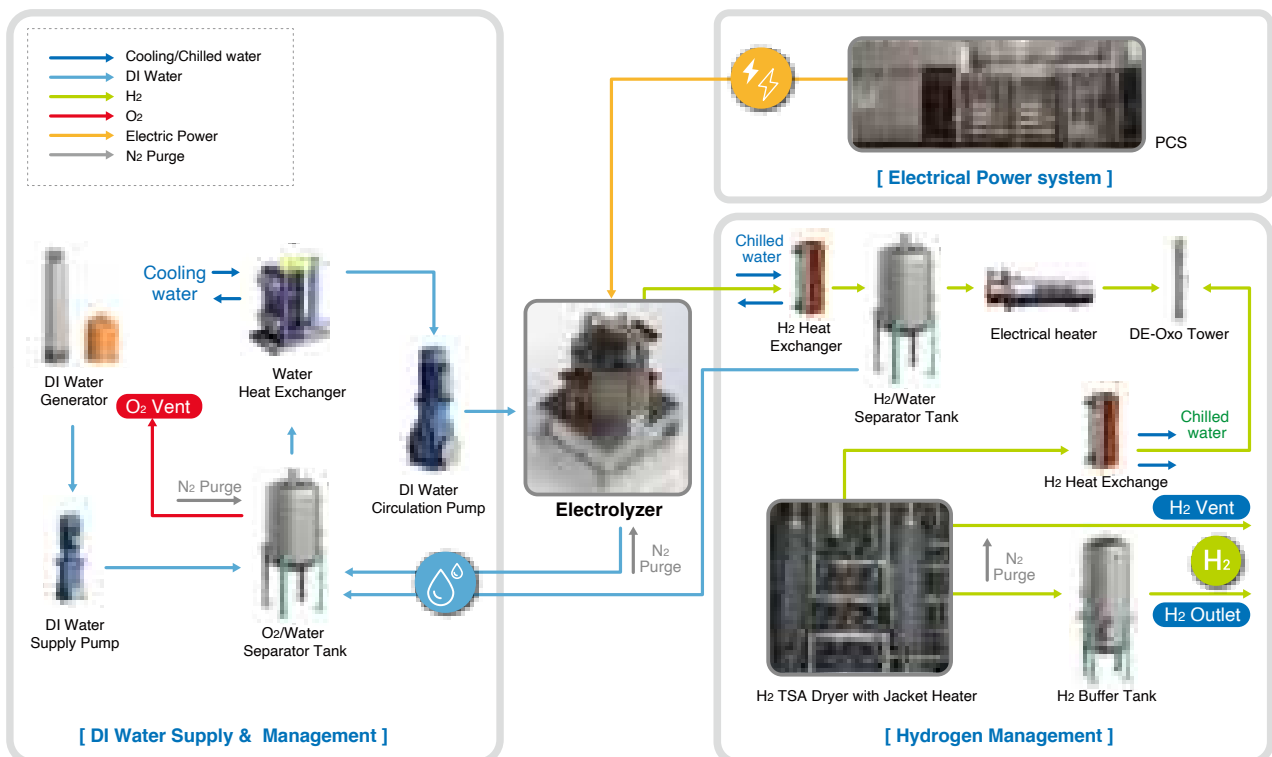 Cooling/Chilled water
DI Water
H2
O2
Electric Power
N2 Purge
PCS
[ Electrical Power system ]
Cooling
water
DI Water
Generator
Water
Heat Exchanger
O2 Vent
N2 Purge
DI Water
Circulation Pump
DI Water
Supply Pump
O2/Water
Separator Tank
[ DI Water Supply & Management ]
Electrolyzer
N2
Purge
Chilled
water
H2 Heat
Exchanger
H2/Water
Separator Tank
Electrical heater
DE-Oxo Tower
Chilled
water
H2 Heat Exchange
H2 Vent
N2
Purge
H2
H2 Outlet
H2 TSA Dryer with Jacket Heater
H2 Buffer Tank
[ Hydrogen Management ]